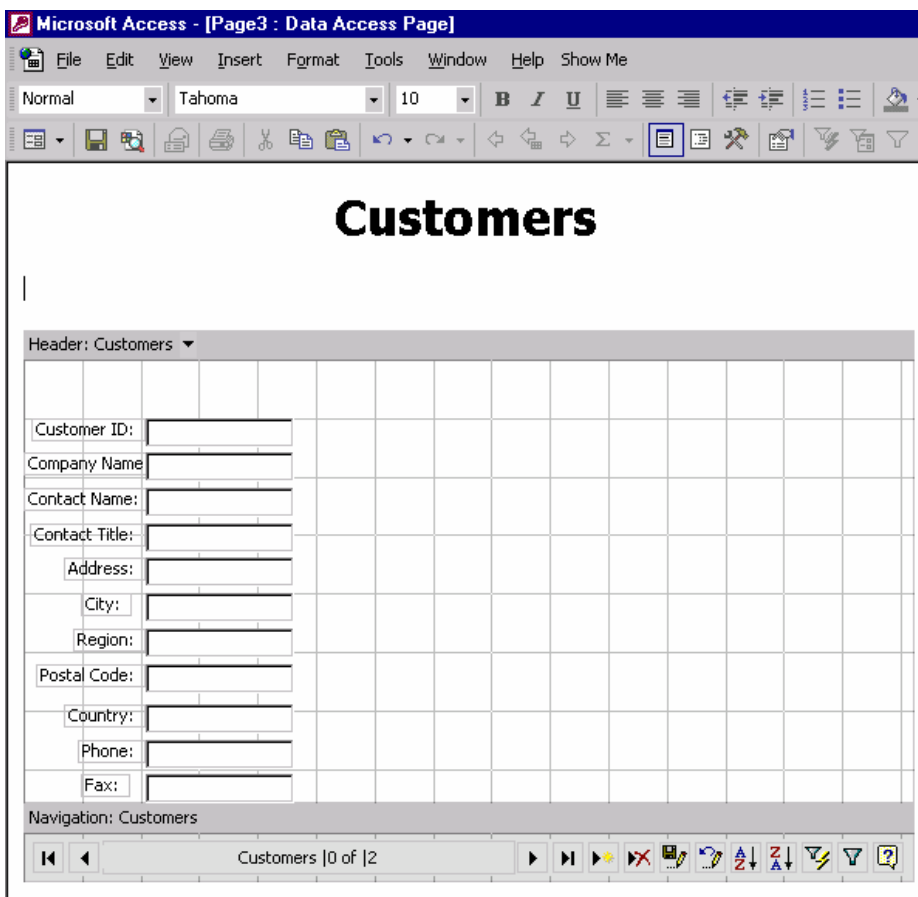 Microsoft Access - [Page3 : Data Access Page]
File Edit View Insert Format Tools Window Help Show Me
Normal Tahoma 10 B I U
Customers
Header: Customers
Customer ID:
Company Name
Contact Name:
Contact Title:
Address:
City:
Region:
Postal Code:
Country:
Phone:
Fax:
Navigation: Customers
Customers |0 of |2